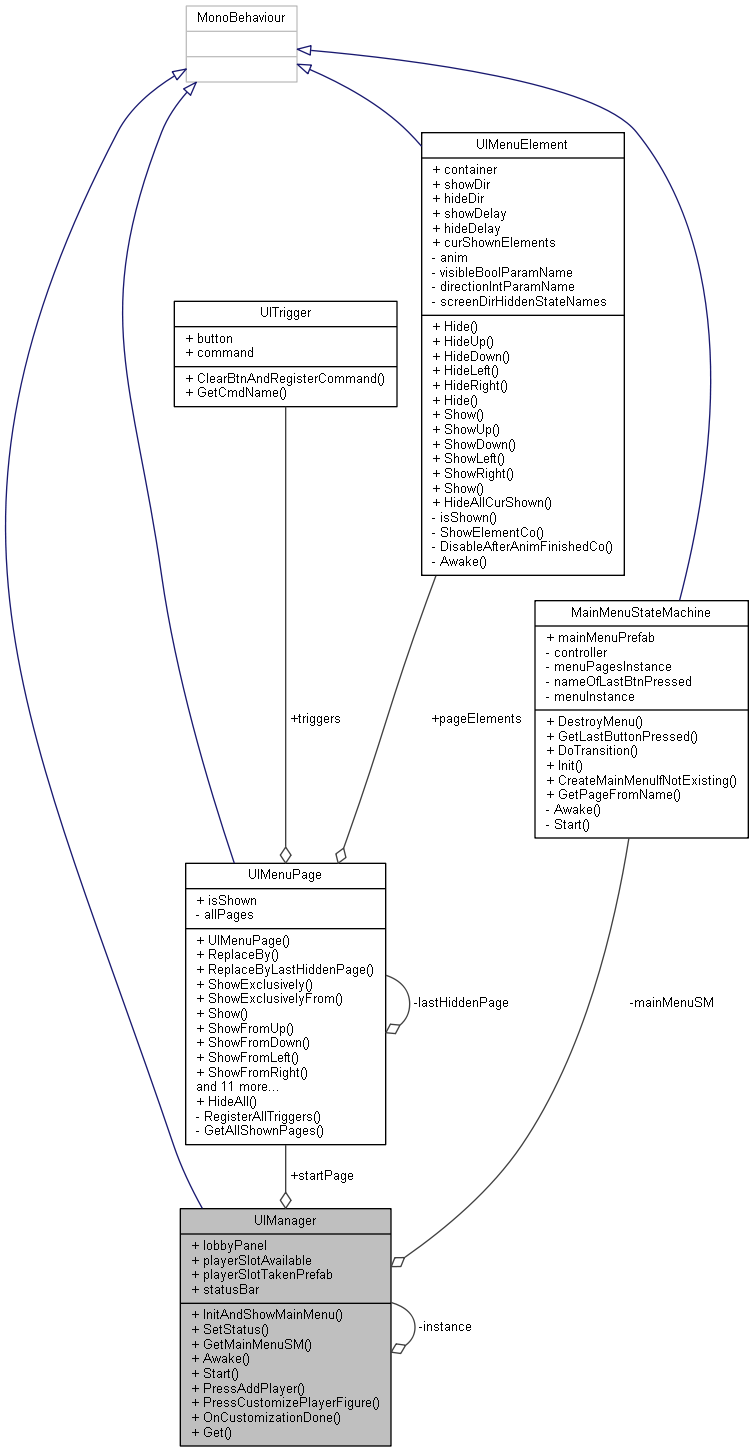 MonoBehaviour
UIMenuElement
+ container
+ showDir
+ hideDir
+ showDelay
+ hideDelay
+ curShownElements
- anim
- visibleBoolParamName
- directionIntParamName
- screenDirHiddenStateNames
+ Hide()
+ HideUp()
+ HideDown()
+ HideLeft()
+ HideRight()
+ Hide()
+ Show()
+ ShowUp()
+ ShowDown()
+ ShowLeft()
+ ShowRight()
+ Show()
+ HideAllCurShown()
- isShown()
- ShowElementCo()
- DisableAfterAnimFinishedCo()
- Awake()
UITrigger
+ button
+ command
+ ClearBtnAndRegisterCommand()
+ GetCmdName()
MainMenuStateMachine
+ mainMenuPrefab
- controller
- menuPagesInstance
- nameOfLastBtnPressed
- menuInstance
+ DestroyMenu()
+ GetLastButtonPressed()
+ DoTransition()
+ Init()
+ CreateMainMenuIfNotExisting()
+ GetPageFromName()
- Awake()
- Start()
+triggers
+pageElements
UIMenuPage
+ isShown
- allPages
+ UIMenuPage()
+ ReplaceBy()
+ ReplaceByLastHiddenPage()
+ ShowExclusively()
+ ShowExclusivelyFrom()
+ Show()
+ ShowFromUp()
+ ShowFromDown()
+ ShowFromLeft()
+ ShowFromRight()
and 11 more...
+ HideAll()
- RegisterAllTriggers()
- GetAllShownPages()
-lastHiddenPage
-mainMenuSM
+startPage
UIManager
+ lobbyPanel
+ playerSlotAvailable
+ playerSlotTakenPrefab
+ statusBar
+ InitAndShowMainMenu()
+ SetStatus()
+ GetMainMenuSM()
+ Awake()
+ Start()
+ PressAddPlayer()
+ PressCustomizePlayerFigure()
+ OnCustomizationDone()
+ Get()
-instance